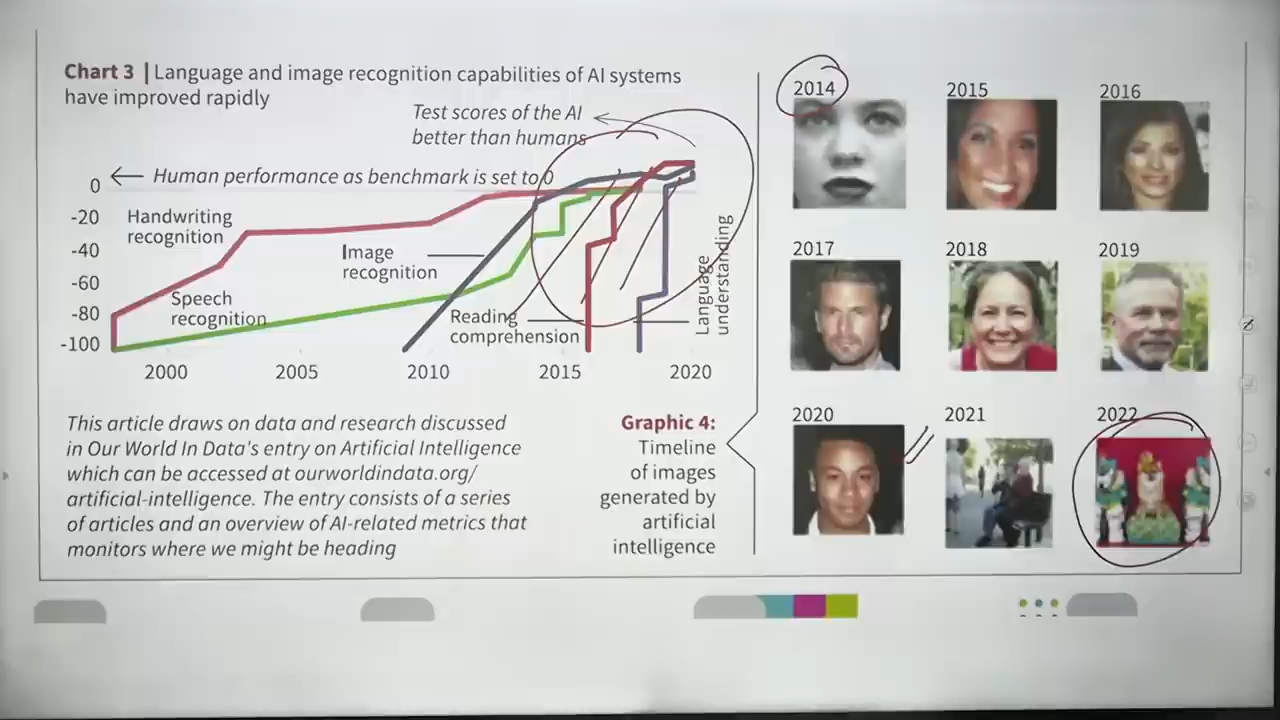 Chart 3 | Language and image recognition capabilities of AI systems
have improved rapidly
Test scores of the AI
better than humans
Human performance as benchmark is set to 0
0
-20
-40
-60
-80
-100
Handwriting
recognition
Speech
recognition
Image
recognition
Reading
comprehension
Language
understanding
2000
2005
2010
2015
2020
This article draws on data and research discussed
in Our World In Data's entry on Artificial Intelligence
which can be accessed at ourworldindata.org/
artificial-intelligence. The entry consists of a series
of articles and an overview of AI-related metrics that
monitors where we might be heading
Graphic 4:
Timeline
of images
generated by
artificial
intelligence
2014
2015
2016
2017
2018
2019
2020
2021
2022